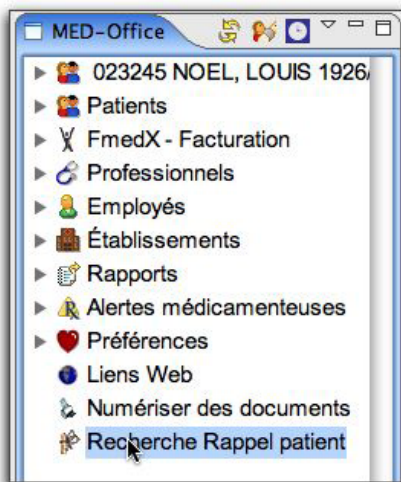 MED-Office
023245 NOEL, LOUIS 1926/
Patients
FmedX - Facturation
Professionnels
Employés
Établissements
Rapports
Alertes médicamenteuses
Préférences
Liens Web
Numériser des documents
Recherche Rappel patient